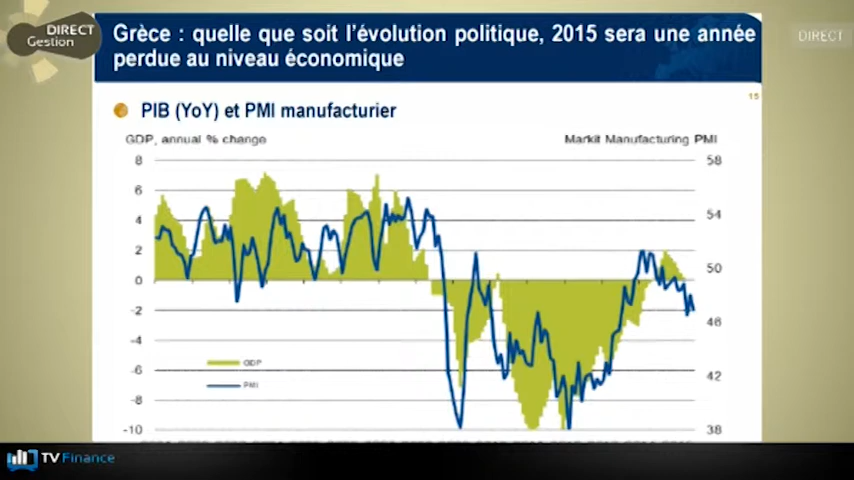 DIRECT
Gestion
Grèce : quelle que soit l'évolution politique, 2015 sera une année
perdue au niveau économique
DIRECT
15
PIB (YoY) et PMI manufacturier
GDP, annual % change
Markit Manufacturing PMI
8
58
6
4
54
2
50
0
-2
46
-4
-6
42
-8
-10
38
GDP
PMI
TV Finance